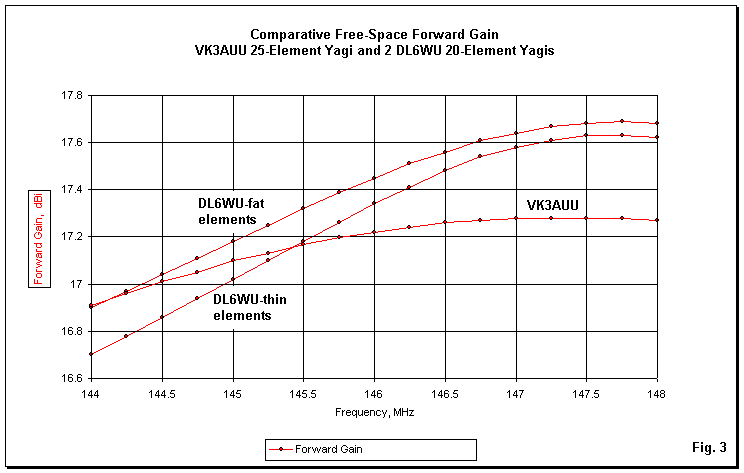 Comparative Free-Space Forward Gain
VK3AUU 25-Element Yagi and 2 DL6WU 20-Element Yagis
17.8
17.6
17.4
17.2
17
16.8
16.6
Forward Gain, dBi
DL6WU-fat
elements
VK3AUU
DL6WU-thin
elements
144
144.5
145
145.5
146
146.5
147
147.5
148
Frequency, MHz
Forward Gain
Fig. 3